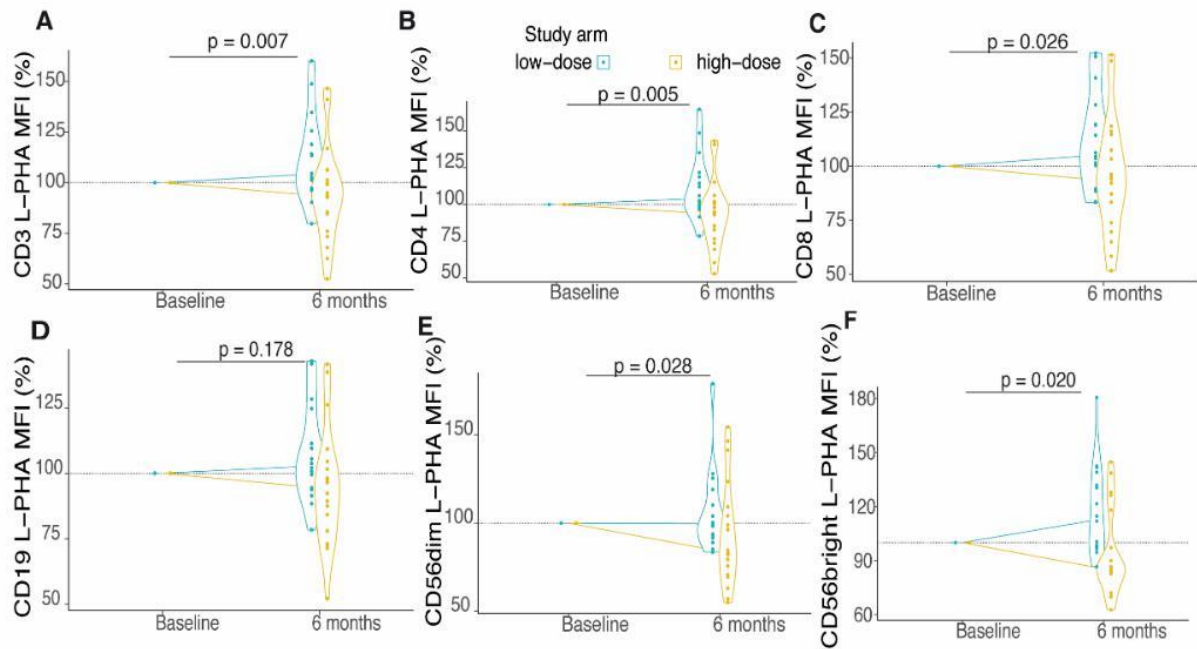 A
p = 0.007
CD3 L−PHA MFI (%)
150
125
100
75
50
Baseline
6 months
B
Study arm
low−dose
high−dose
p = 0.005
CD4 L−PHA MFI (%)
150
125
100
75
50
Baseline
6 months
C
p = 0.026
CD8 L−PHA MFI (%)
150
100
50
Baseline
6 months
D
p = 0.178
CD19 L−PHA MFI (%)
125
100
75
50
Baseline
6 months
E
p = 0.028
CD56dim L−PHA MFI (%)
150
100
50
Baseline
6 months
F
p = 0.020
CD56bright L−PHA MFI (%)
180
150
120
90
60
Baseline
6 months